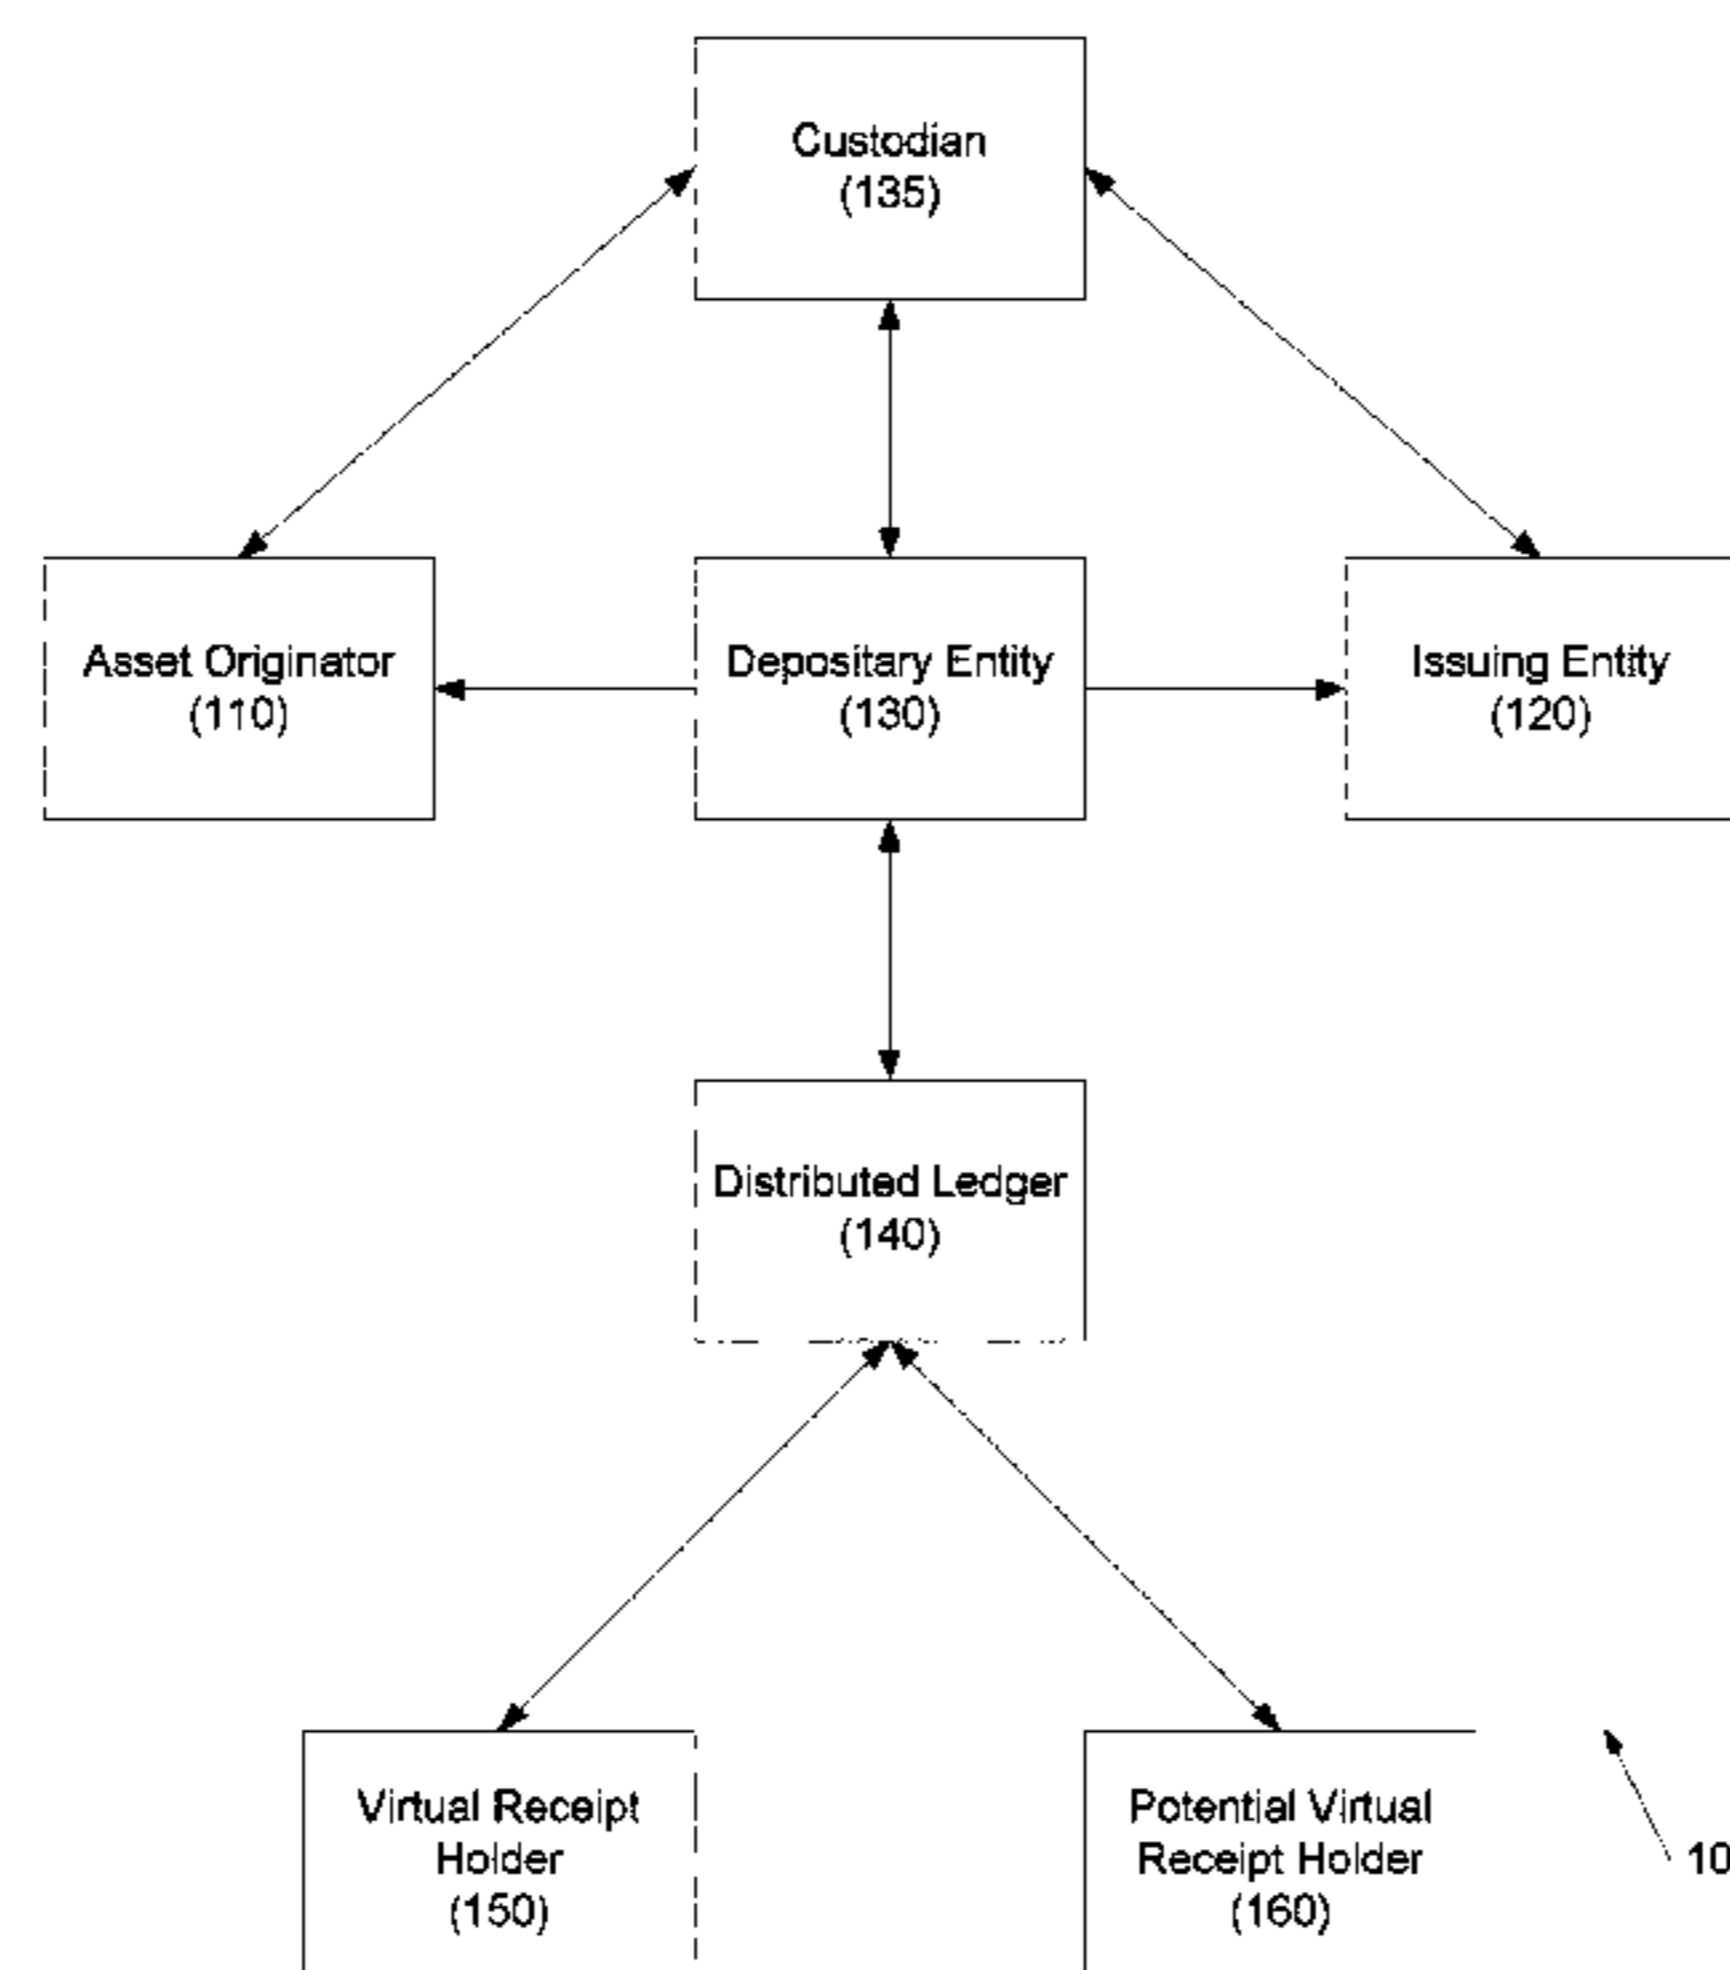 Custodian
(135)
Asset Originator
(110)
Depositary Entity
(130)
Issuing Entity
(120)
Distributed Ledger
(140)
Virtual Receipt
Holder
(150)
Potential Virtual
Receipt Holder
(160)
10